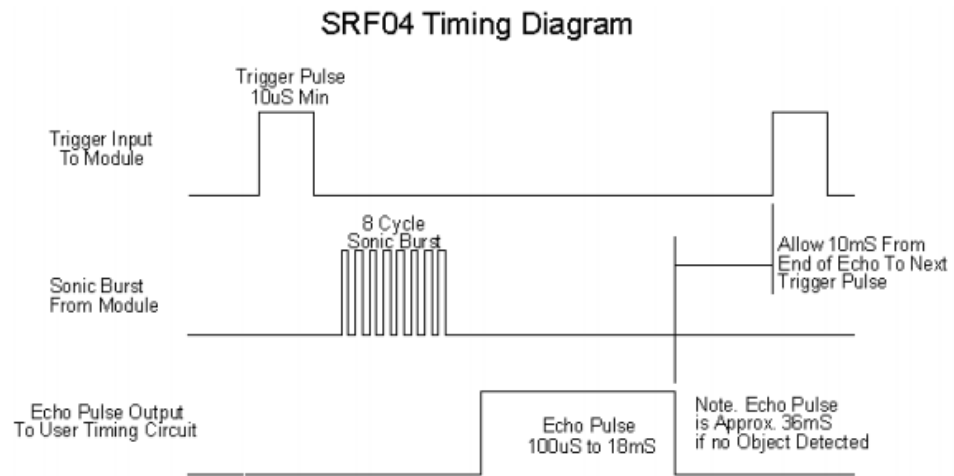 SRF04 Timing Diagram
Trigger Pulse
10uS Min
Trigger Input
To Module
8 Cycle
Sonic Burst
Allow 10mS From
End of Echo To Next
Trigger Pulse
Sonic Burst
From Module
Echo Pulse Output
To User Timing Circuit
Echo Pulse
100uS to 18mS
Note. Echo Pulse
is Approx. 36mS
if no Object Detected